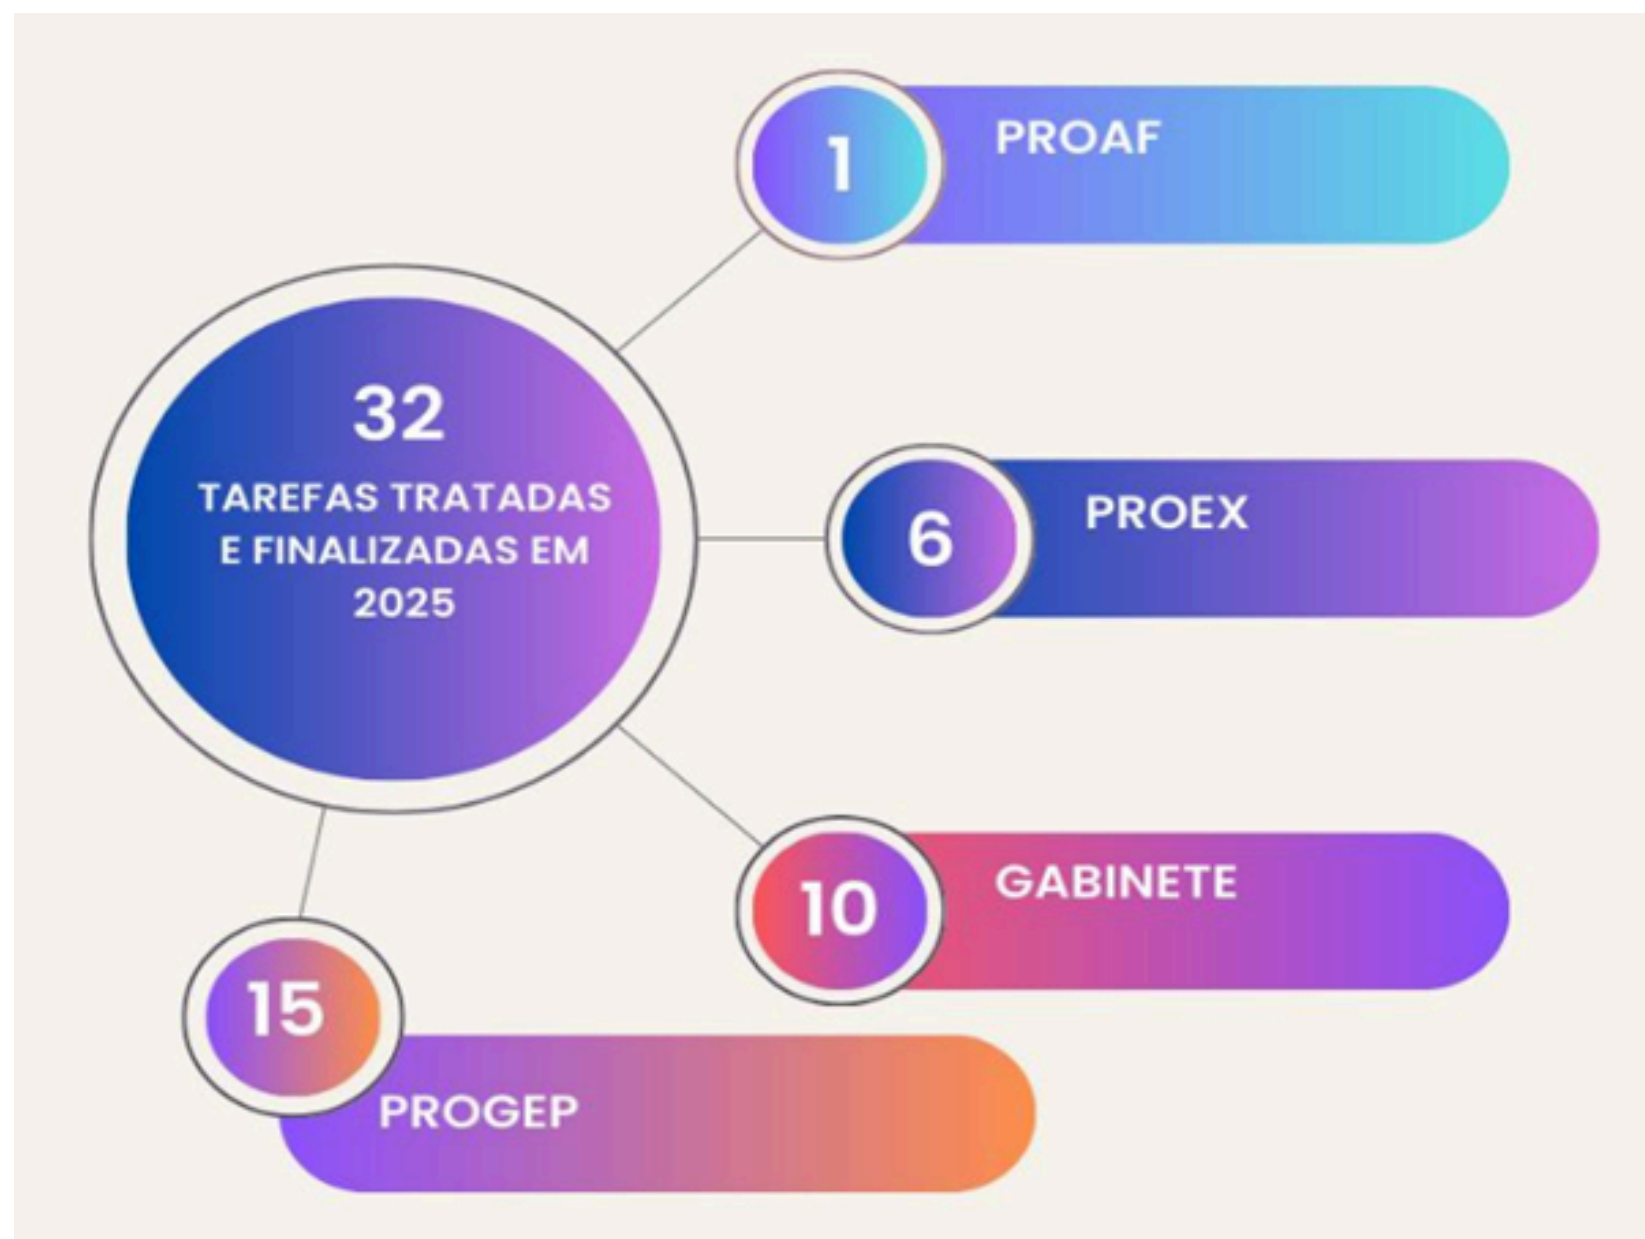 32
TAREFAS TRATADAS
E FINALIZADAS EM
2025
1
PROAF
6
PROEX
10
GABINETE
15
PROGEP